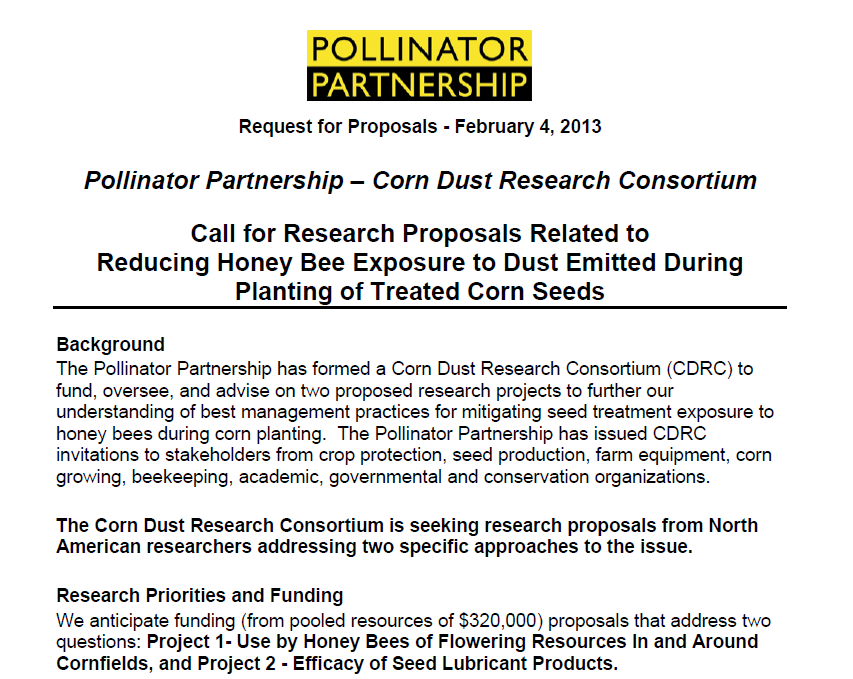 POLLINATOR
PARTNERSHIP
Request for Proposals - February 4, 2013
Pollinator Partnership – Corn Dust Research Consortium
Call for Research Proposals Related to
Reducing Honey Bee Exposure to Dust Emitted During
Planting of Treated Corn Seeds
Background
The Pollinator Partnership has formed a Corn Dust Research Consortium (CDRC) to
fund, oversee, and advise on two proposed research projects to further our
understanding of best management practices for mitigating seed treatment exposure to
honey bees during corn planting.  The Pollinator Partnership has issued CDRC
invitations to stakeholders from crop protection, seed production, farm equipment, corn
growing, beekeeping, academic, governmental and conservation organizations.
The Corn Dust Research Consortium is seeking research proposals from North
American researchers addressing two specific approaches to the issue.
Research Priorities and Funding
We anticipate funding (from pooled resources of $320,000) proposals that address two
questions: Project 1- Use by Honey Bees of Flowering Resources In and Around
Cornfields, and Project 2 - Efficacy of Seed Lubricant Products.